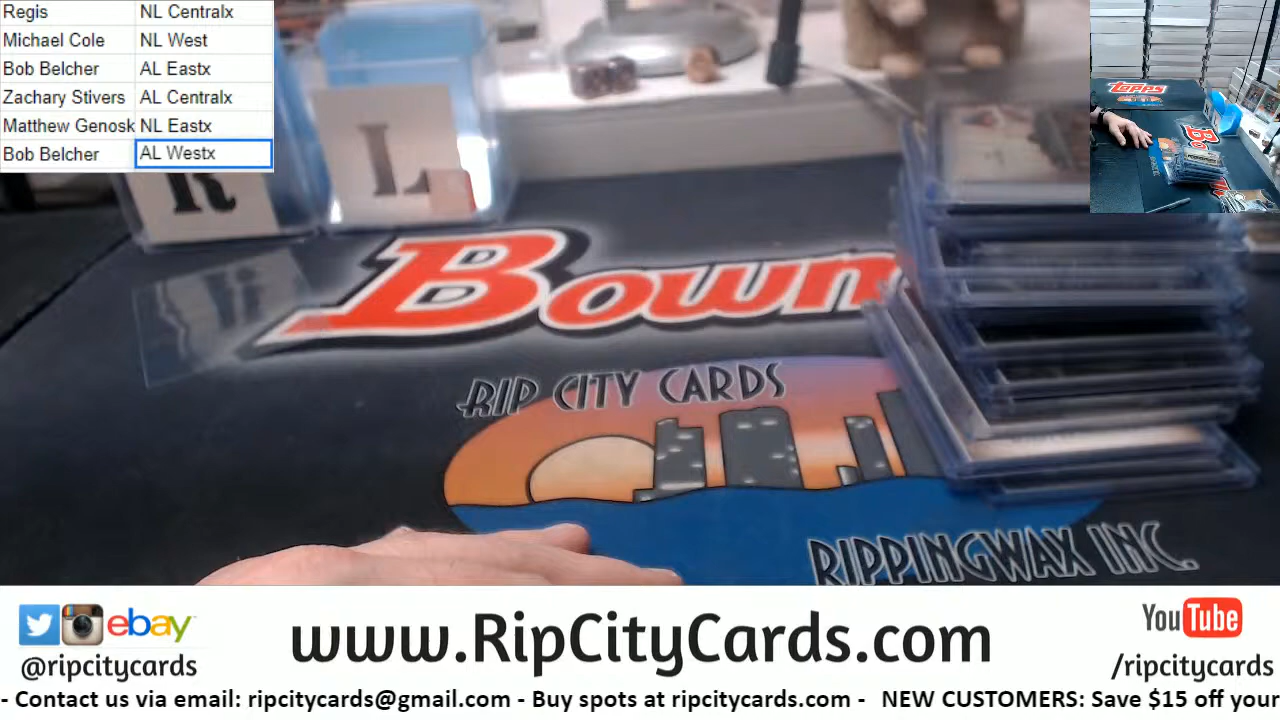 Regis NL Centralx
Michael Cole NL West
Bob Belcher AL Eastx
Zachary Stivers AL Centralx
Matthew Genosk NL Eastx
Bob Belcher AL Westx
topps
B
R
L
Bown
RIP CITY CARDS
RIPPINGWAX INC.
ebay
@ripcitycards
www.RipCityCards.com
YouTube
/ripcitycards
- Contact us via email: ripcitycards@gmail.com - Buy spots at ripcitycards.com - NEW CUSTOMERS: Save $15 off your